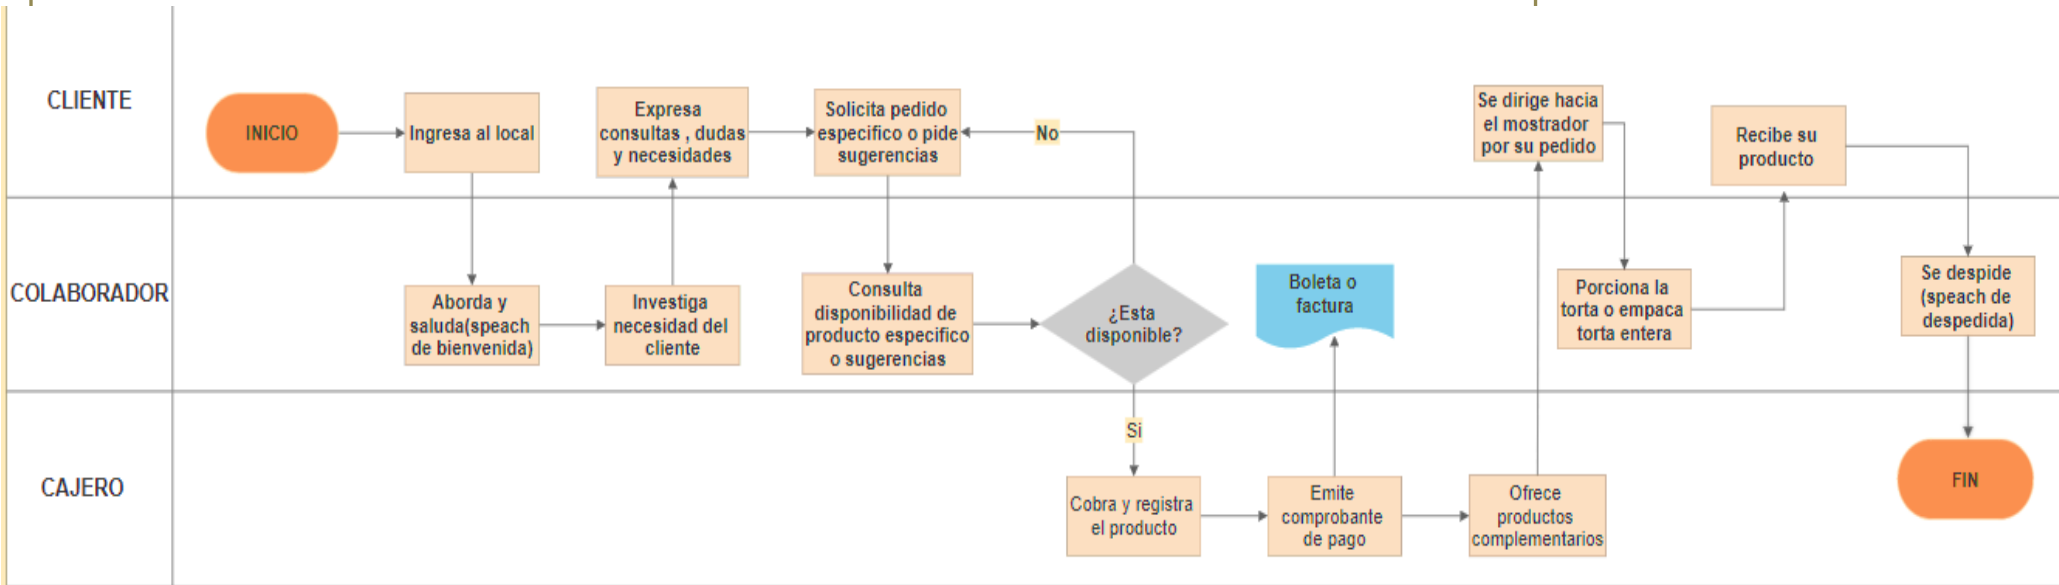 CLIENTE
INICIO
Ingresa al local
Expresa
consultas , dudas
y necesidades
Solicita pedido
especifico o pide
sugerencias
No
Se dirige hacia
el mostrador
por su pedido
Recibe su
producto
COLABORADOR
Aborda y
saluda(speach
de bienvenida)
Investiga
necesidad del
cliente
Consulta
disponibilidad de
producto especifico
o sugerencias
¿Esta
disponible?
Boleta o
factura
Porciona la
torta o empaca
torta entera
Se despide
(speach de
despedida)
CAJERO
Si
Cobra y registra
el producto
Emite
comprobante
de pago
Ofrece
productos
complementarios
FIN